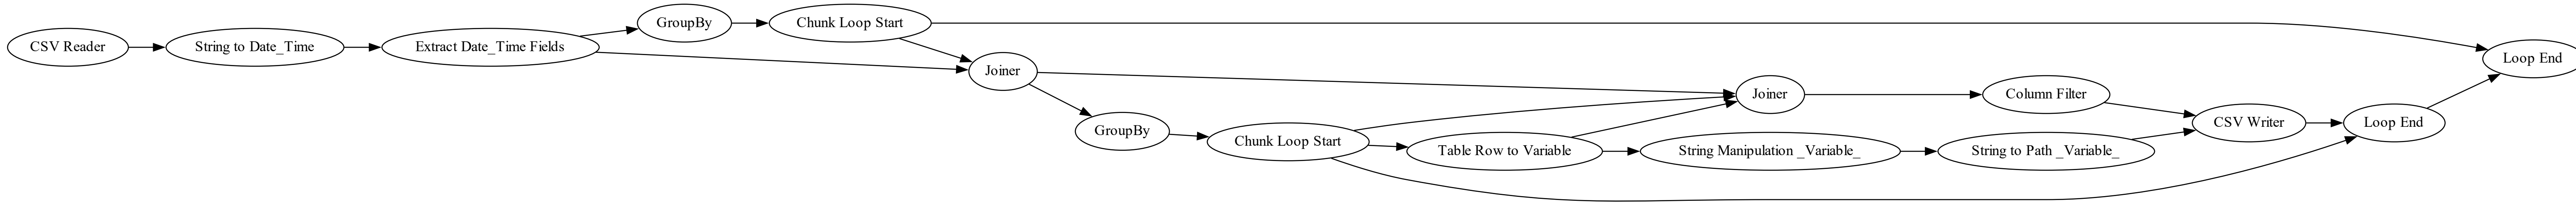 CSV Reader
String to Date_Time
Extract Date_Time Fields
GroupBy
Chunk Loop Start
Joiner
GroupBy
Chunk Loop Start
Table Row to Variable
Joiner
String Manipulation _Variable_
Column Filter
String to Path _Variable_
CSV Writer
Loop End
Loop End